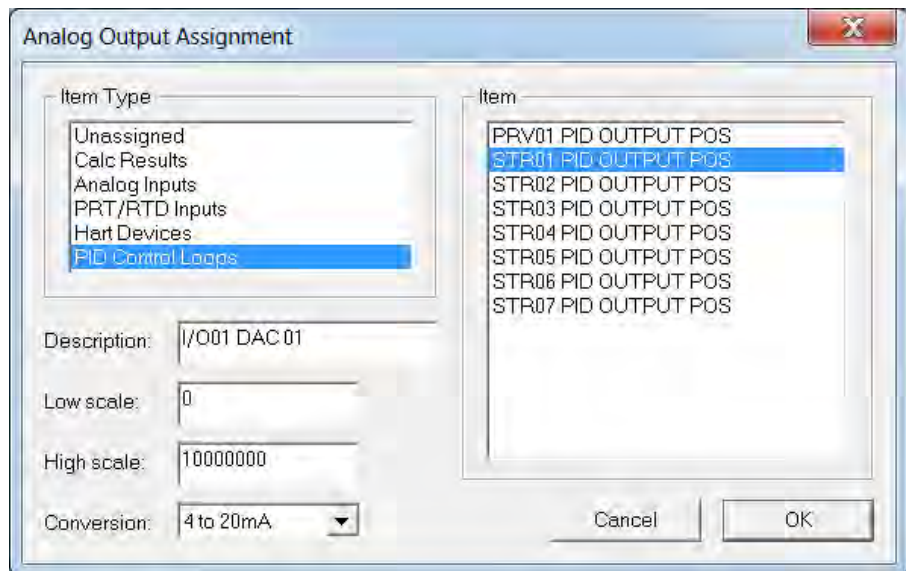 Analog Output Assignment
Item Type
Unassigned
Calc Results
Analog Inputs
PRT/RTD Inputs
Hart Devices
PID Control Loops
Item
PRV01 PID OUTPUT POS
STR01 PID OUTPUT POS
STR02 PID OUTPUT POS
STR03 PID OUTPUT POS
STR04 PID OUTPUT POS
STR05 PID OUTPUT POS
STR06 PID OUTPUT POS
STR07 PID OUTPUT POS
Description: I/O01 DAC 01
Low scale: 0
High scale: 10000000
Conversion: 4 to 20mA
Cancel OK